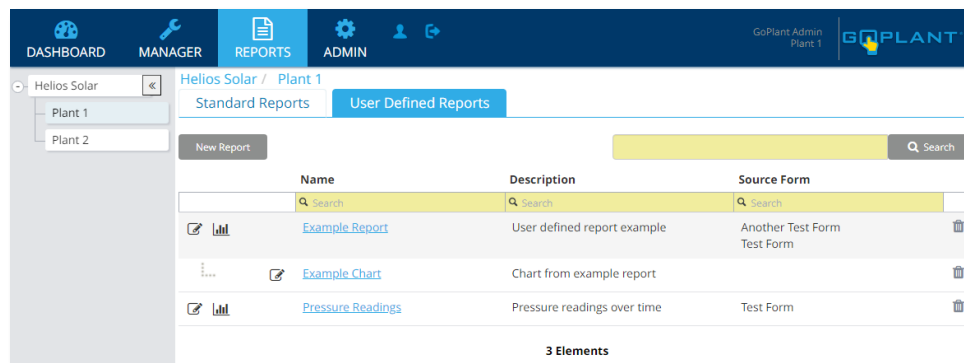 DASHBOARD MANAGER REPORTS ADMIN
GoPlant Admin
Plant 1
GOPLANT
Helios Solar
Plant 1
Plant 2
Helios Solar / Plant 1
Standard Reports User Defined Reports
New Report Search
Name Description Source Form
Search Search Search
Example Report User defined report example Another Test Form
Test Form
Example Chart Chart from example report
Pressure Readings Pressure readings over time Test Form
3 Elements